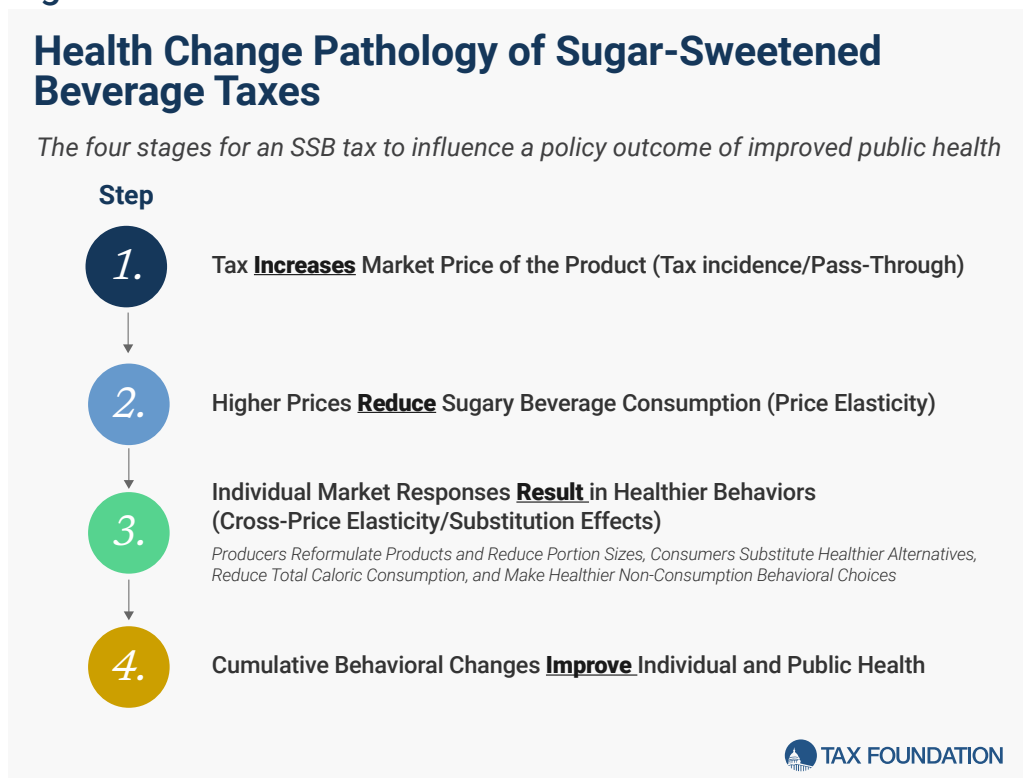 Health Change Pathology of Sugar-Sweetened
Beverage Taxes
The four stages for an SSB tax to influence a policy outcome of improved public health
Step
1.
Tax Increases Market Price of the Product (Tax incidence/Pass-Through)
2.
Higher Prices Reduce Sugary Beverage Consumption (Price Elasticity)
3.
Individual Market Responses Result in Healthier Behaviors
(Cross-Price Elasticity/Substitution Effects)
Producers Reformulate Products and Reduce Portion Sizes, Consumers Substitute Healthier Alternatives,
Reduce Total Caloric Consumption, and Make Healthier Non-Consumption Behavioral Choices
4.
Cumulative Behavioral Changes Improve Individual and Public Health
TAX FOUNDATION